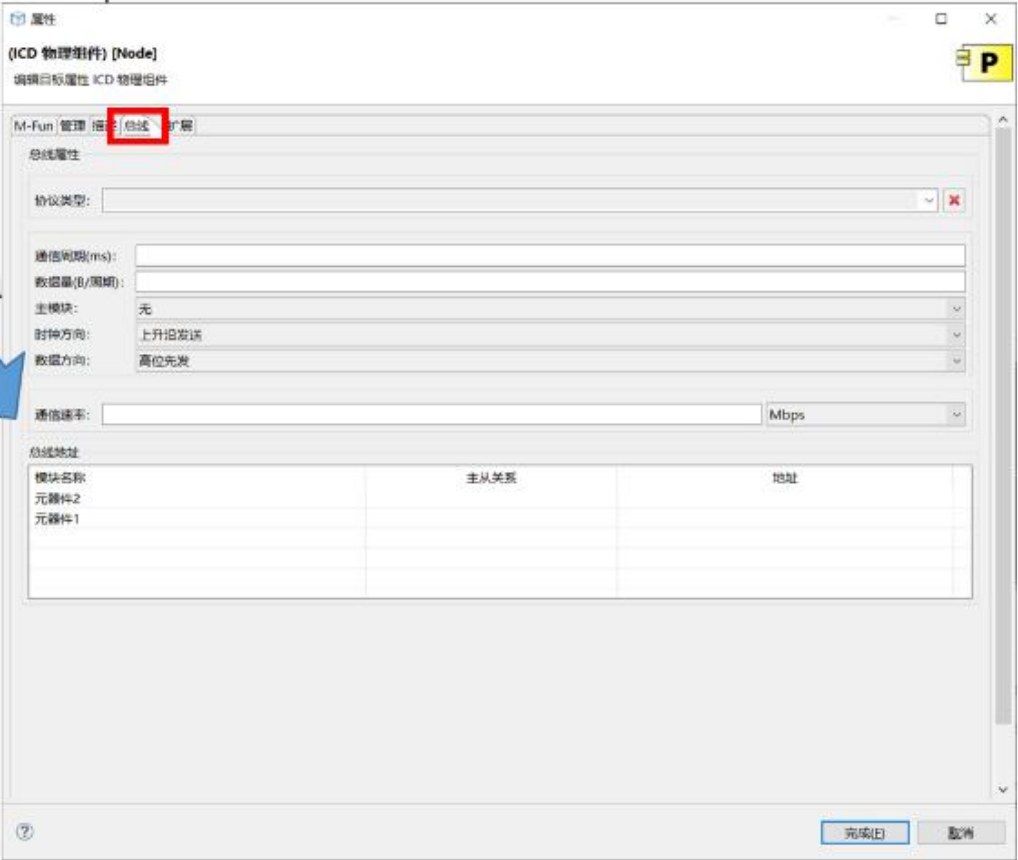 属性
(ICD 物理组件) [Node]
编辑目标属性 ICD 物理组件
P
M-Fun 管理 描述 总线 扩展
总线属性
协议类型:
通信周期(ms):
数据量(B/周期):
主模块: 无
时钟方向: 上升沿发送
数据方向: 高位先发
通信速率: Mbps
总线地址
模块名称 主从关系 地址
元器件2
元器件1
完成(F) 取消